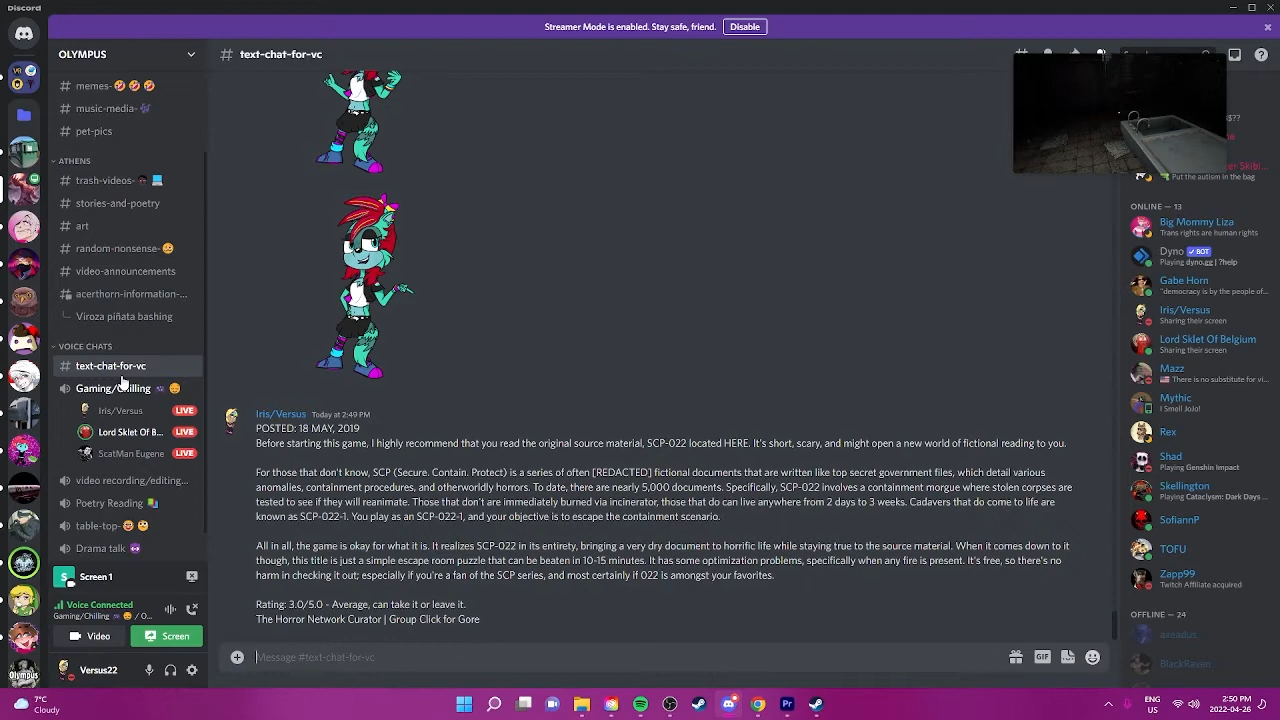 Discord
Streamer Mode is enabled. Stay safe, friend.
Disable
OLYMPUS
# text-chat-for-vc
# memes-🤣🤣🤣
# music-media-
# pet-pics
ATHENS
# trash-videos-
# stories-and-poetry
# art
# random-nonsense-
# video-announcements
acerthorn-information-...
Viroza piñata bashing
VOICE CHATS
# text-chat-for-vc
Gaming/Chilling
Iris/Versus LIVE
Lord Sklet Of B... LIVE
ScatMan Eugene LIVE
video recording/editing...
Poetry Reading
table-top-
Drama talk
Screen 1
Voice Connected
Gaming/Chilling / O...
Video
Screen
Versus22
Iris/Versus Today at 2:49 PM
POSTED: 18 MAY, 2019
Before starting this game, I highly recommend that you read the original source material, SCP-022 located HERE. It's short, scary, and might open a new world of fictional reading to you.
For those that don't know, SCP (Secure. Contain. Protect) is a series of often [REDACTED] fictional documents that are written like top secret government files, which detail various
anomalies, containment procedures, and otherworldly horrors. To date, there are nearly 5,000 documents. Specifically, SCP-022 involves a containment morgue where stolen corpses are
tested to see if they will reanimate. Those that don't are immediately burned via incinerator, those that do can live anywhere from 2 days to 3 weeks. Cadavers that do come to life are
known as SCP-022-1. You play as an SCP-022-1, and your objective is to escape the containment scenario.
All in all, the game is okay for what it is. It realizes SCP-022 in its entirety, bringing a very dry document to horrific life while staying true to the source material. When it comes down to it
though, this title is just a simple escape room puzzle that can be beaten in 10-15 minutes. It has some optimization problems, specifically when any fire is present. It's free, so there's no
harm in checking it out; especially if you're a fan of the SCP series, and most certainly if 022 is amongst your favorites.
Rating: 3.0/5.0 - Average, can take it or leave it.
The Horror Network Curator | Group Click for Gore
Message #text-chat-for-vc
GIF
Put the autism in the bag
ONLINE — 13
Big Mommy Liza
Trans rights are human rights
Dyno BOT
Playing dyno.gg | ?help
Gabe Horn
"democracy is by the people of...
Iris/Versus
Sharing their screen
Lord Sklet Of Belgium
Sharing their screen
Mazz
There is no substitute for vi...
Mythic
I Smell JoJo!
Rex
Shad
Playing Genshin Impact
Skellington
Playing Cataclysm: Dark Days ...
SofiannP
TOFU
Zapp99
Twitch Affiliate acquired
OFFLINE — 24
axeadus
BlackRaven
7°C
Cloudy
ENG
US
2:50 PM
2022-04-26